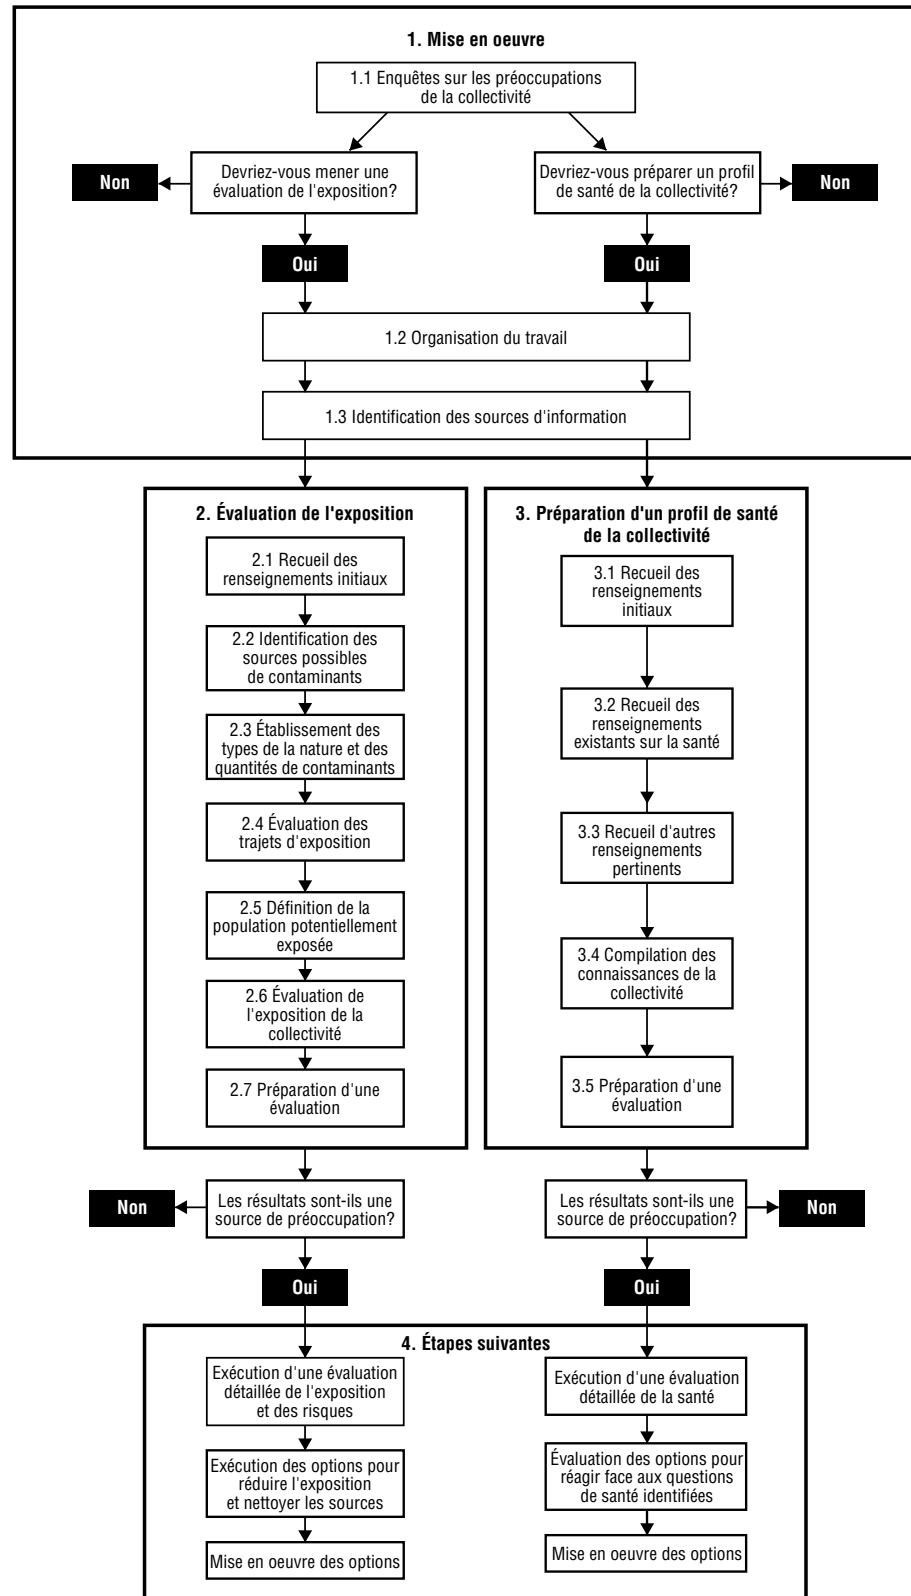 1. Mise en oeuvre
1.1 Enquêtes sur les préoccupations
de la collectivité
Non
Devriez-vous mener une
évaluation de l'exposition?
Devriez-vous préparer un profil
de santé de la collectivité?
Non
Oui
Oui
1.2 Organisation du travail
1.3 Identification des sources d'information
2. Évaluation de l'exposition
2.1 Recueil des
renseignements initiaux
2.2 Identification des
sources possibles
de contaminants
2.3 Établissement des
types de la nature et des
quantités de contaminants
2.4 Évaluation des
trajets d'exposition
2.5 Définition de la
population potentiellement
exposée
2.6 Évaluation de
l'exposition de la
collectivité
2.7 Préparation d'une
évaluation
3. Préparation d'un profil de santé
de la collectivité
3.1 Recueil des
renseignements
initiaux
3.2 Recueil des
renseignements
existants sur la santé
3.3 Recueil d'autres
renseignements
pertinents
3.4 Compilation des
connaissances de la
collectivité
3.5 Préparation d'une
évaluation
Non
Les résultats sont-ils une
source de préoccupation?
Les résultats sont-ils une
source de préoccupation?
Non
Oui
Oui
4. Étapes suivantes
Exécution d'une évaluation
détaillée de l'exposition
et des risques
Exécution des options pour
réduire l'exposition
et nettoyer les sources
Mise en oeuvre des options
Exécution d'une évaluation
détaillée de la santé
Évaluation des options pour
réagir face aux questions
de santé identifiées
Mise en oeuvre des options